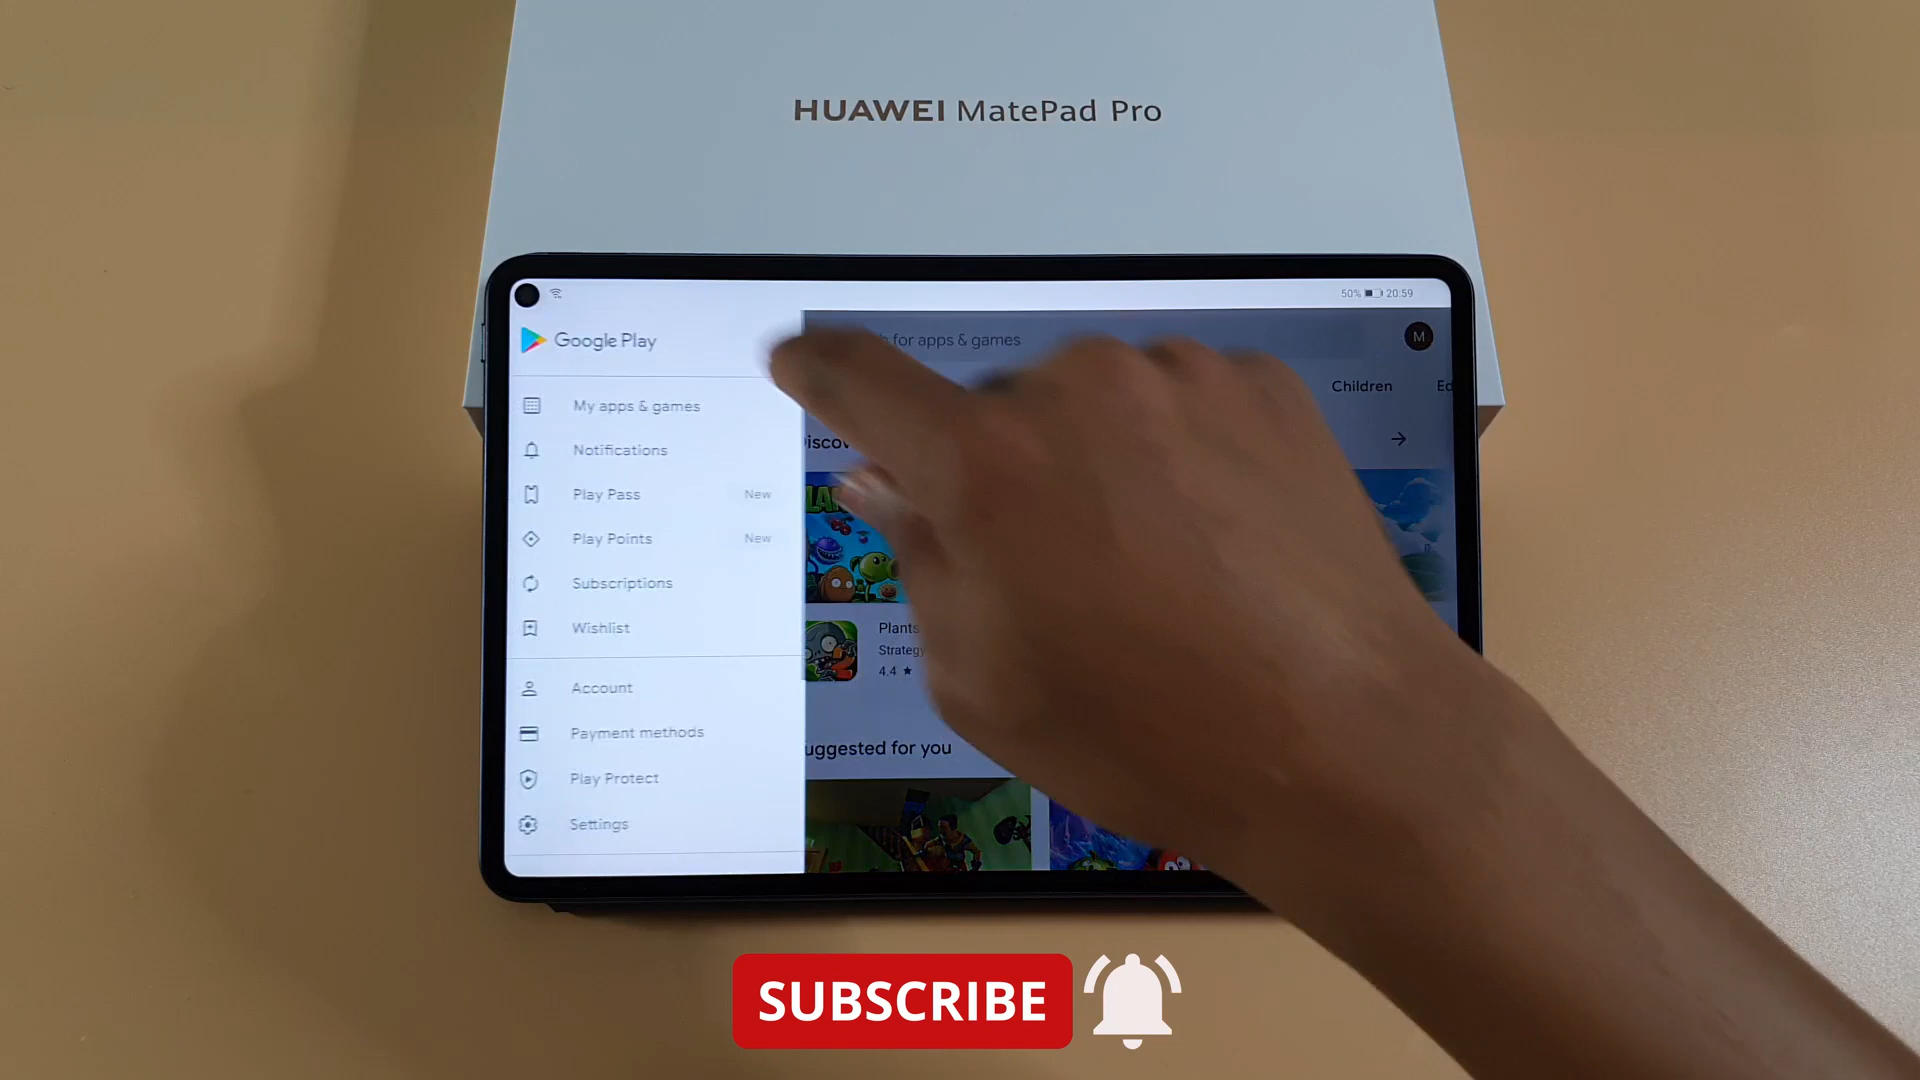 HUAWEI MatePad Pro
50% 20:59
Google Play
for apps & games
M
My apps & games
Children
Notifications
Play Pass New
Play Points New
Subscriptions
Wishlist
Plants
Strategy
4.4 ★
Account
Payment methods
uggested for you
Play Protect
Settings
SUBSCRIBE